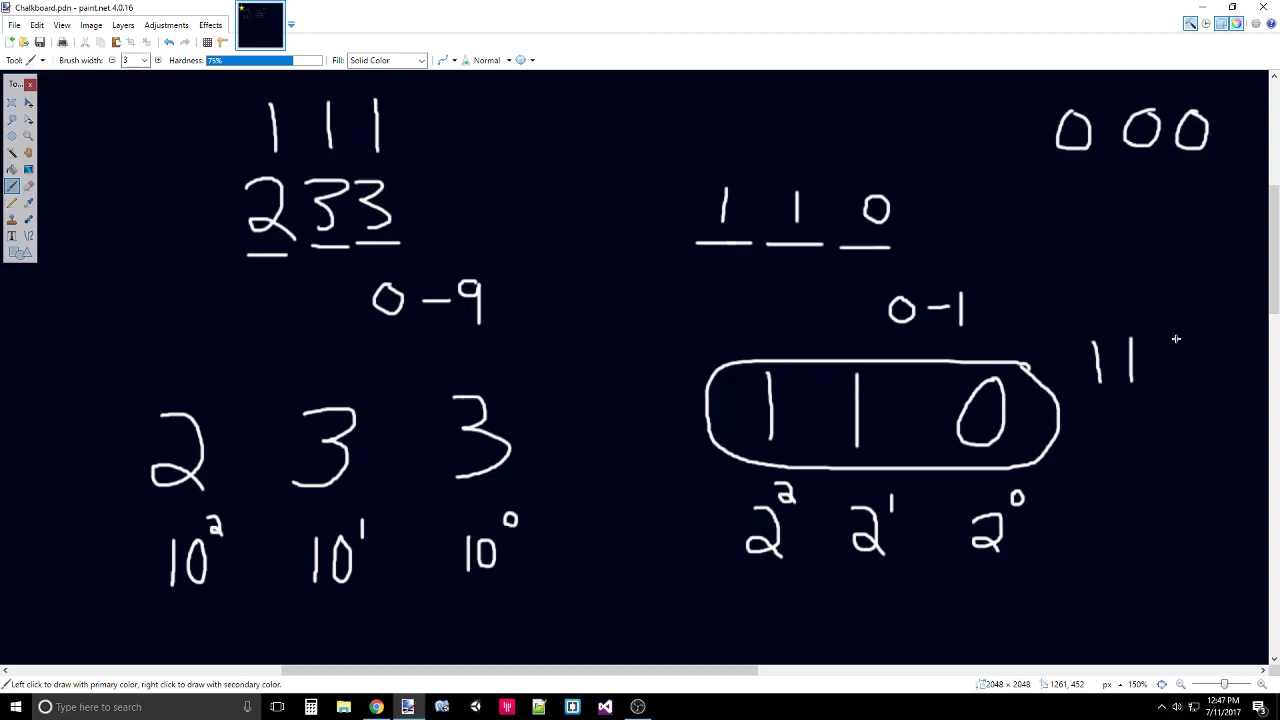 Chalkboard.pdn - paint.net 4.0.16
File Edit View Image Layers Adjustments Effects
Tool: Brush width: 3 Hardness: 75% Fill: Solid Color Normal
To...
1 1 1
0 0 0
2 3 3
1 1 0
0 - 9
0 - 1
1 1
1 1 0
2 3 3
2² 2¹ 2⁰
10² 10¹ 10⁰
Left click to draw with primary color, right click to draw with secondary color.
2048 × 2048 1261, 452 px 150%
Type here to search
12:47 PM
7/11/2017